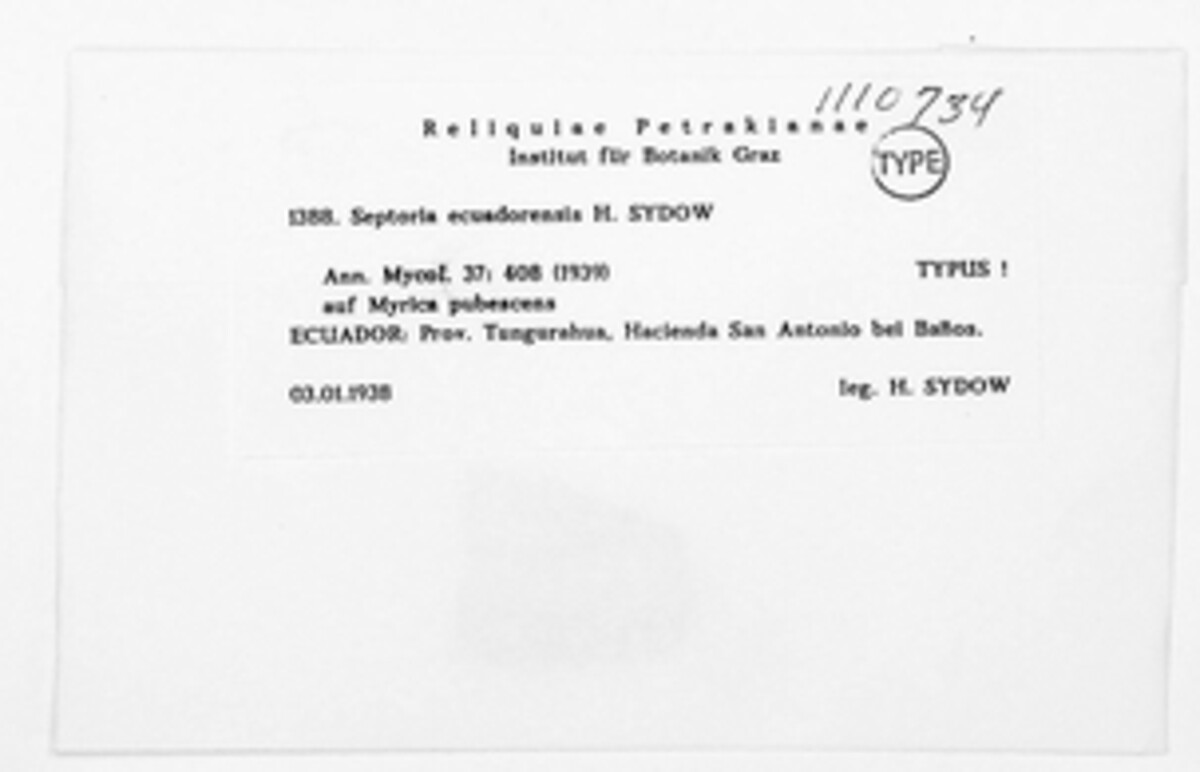 1110734
Reliquiae Petrakianae
Institut für Botanik Graz
TYPE
1388. Septoria ecuadorensis H. SYDOW
Ann. Mycol. 37: 408 (1939) TYPUS !
auf Myrica pubescens
ECUADOR: Prov. Tungurahua, Hacienda San Antonio bei Baños.
03.01.1938 leg. H. SYDOW